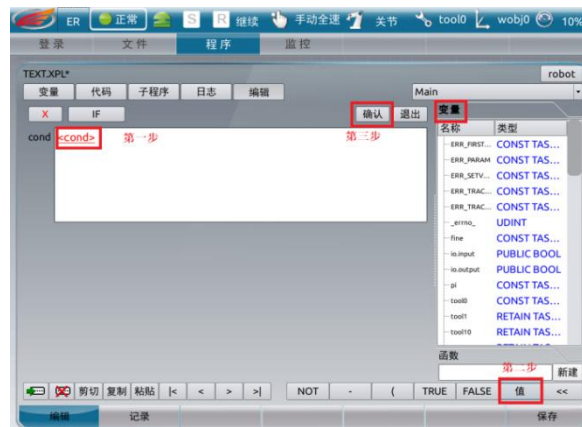 ER 正常 S R 继续 手动全速 关节 tool0 wobj0 10%
登录 文件 程序 监控
TEXT.XPL* robot
变量 代码 子程序 日志 编辑 Main
X IF 确认 退出 变量
cond <cond> 第一步 第三步
名称 类型
ERR_FIRST... CONST TAS...
ERR_PARAM CONST TAS...
ERR_SETV... CONST TAS...
ERR_TRAC... CONST TAS...
ERR_TRAC... CONST TAS...
_errno_ UDINT
fine CONST TAS...
io.input PUBLIC BOOL
io.output PUBLIC BOOL
pi CONST TAS...
tool0 CONST TAS...
tool1 RETAIN TAS...
tool10 RETAIN TAS...
函数
第二步 新建
剪切 复制 粘贴 |< < > >| NOT - ( TRUE FALSE 值 <<
编辑 记录 保存